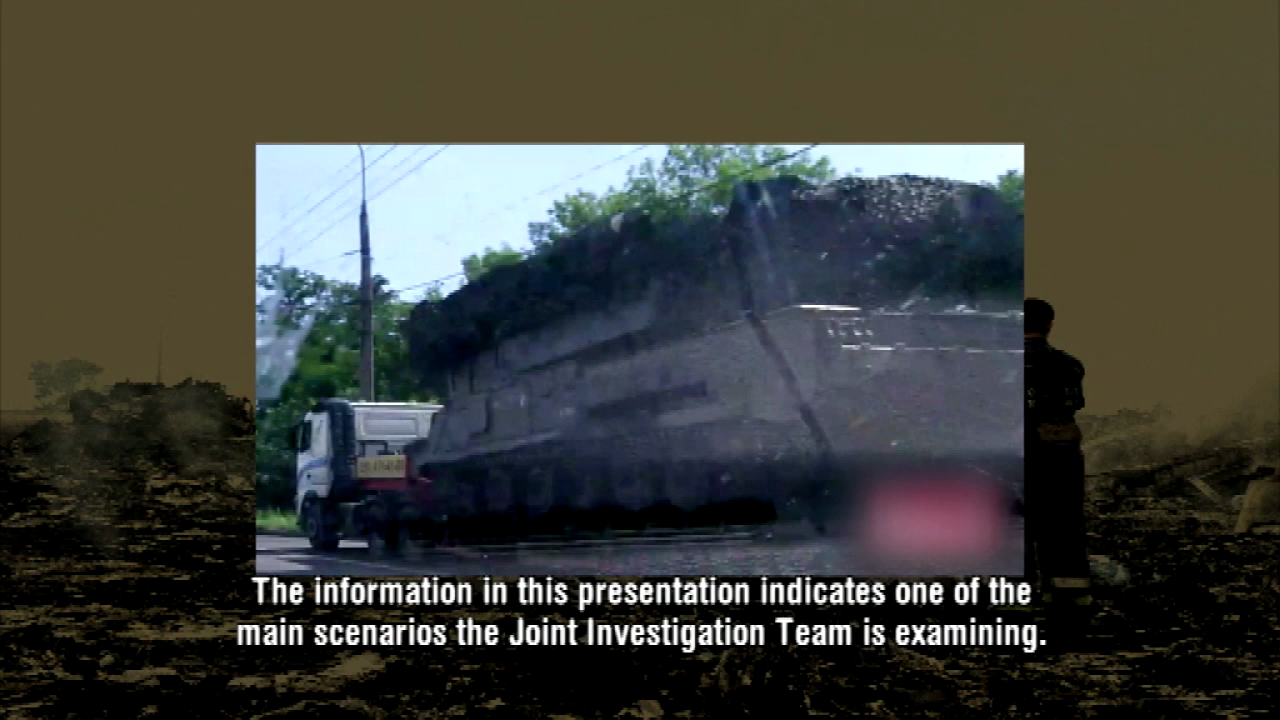 The information in this presentation indicates one of the
main scenarios the Joint Investigation Team is examining.